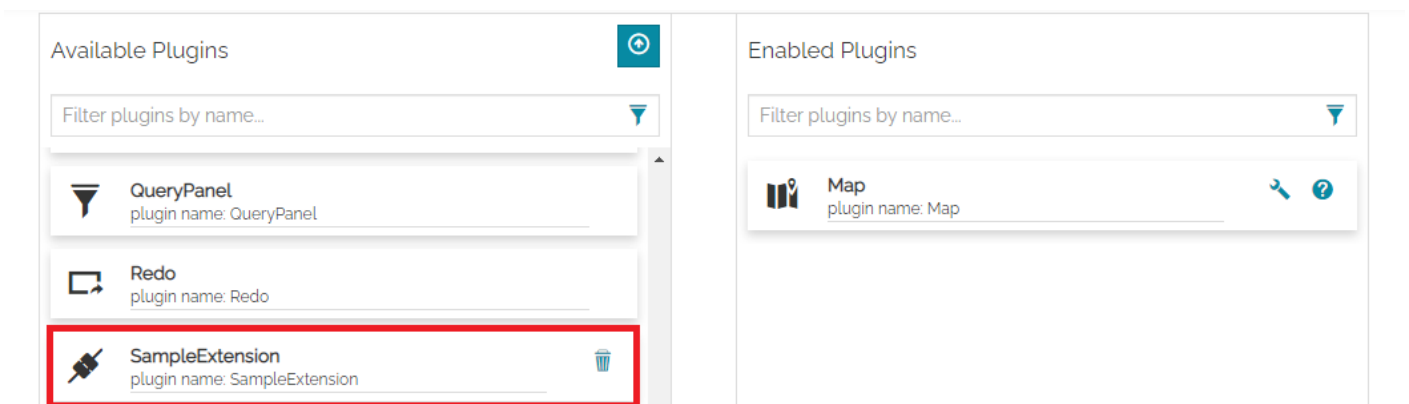 Available Plugins
Filter plugins by name...
QueryPanel
plugin name: QueryPanel
Redo
plugin name: Redo
SampleExtension
plugin name: SampleExtension
Enabled Plugins
Filter plugins by name...
Map
plugin name: Map